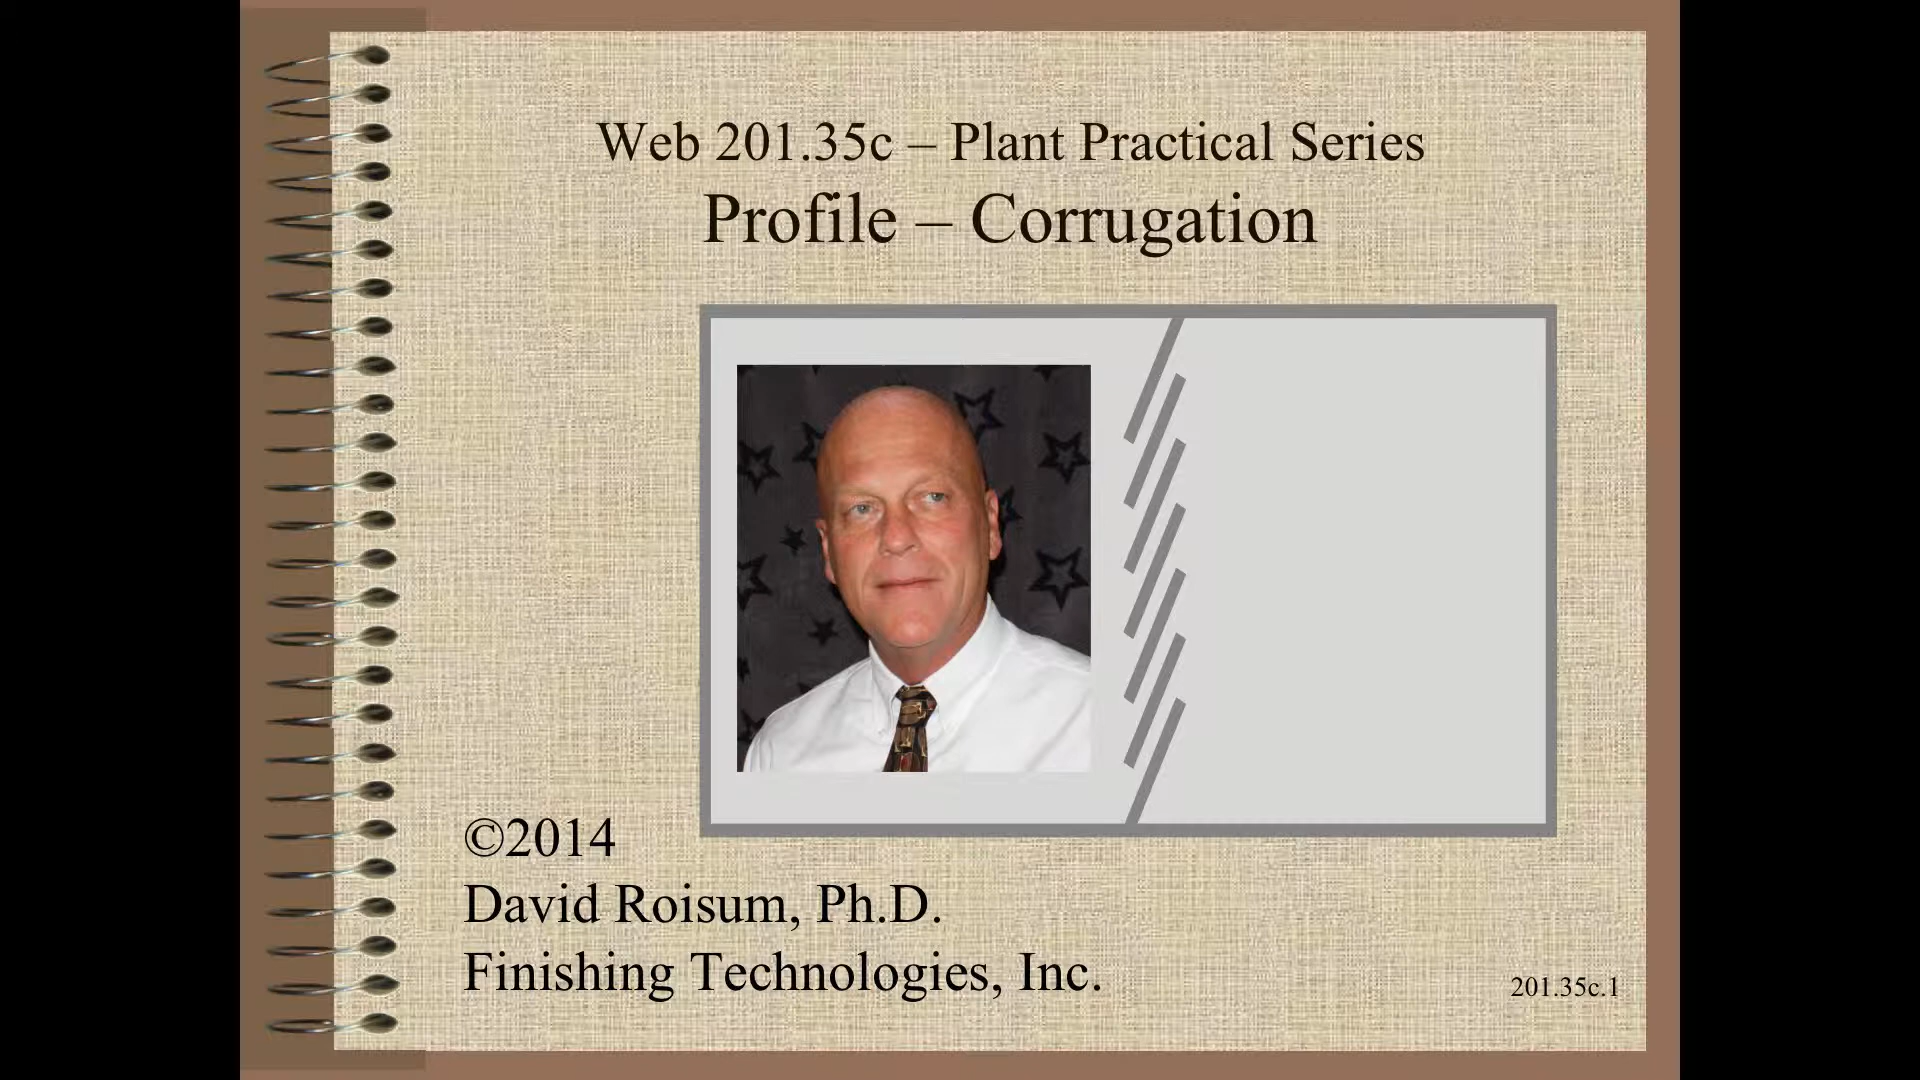 Web 201.35c – Plant Practical Series
Profile – Corrugation
©2014
David Roisum, Ph.D.
Finishing Technologies, Inc.
201.35c.1